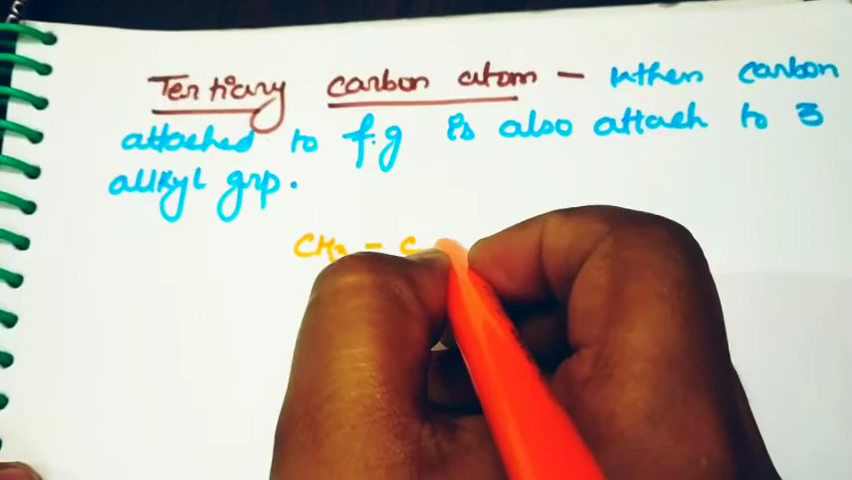 Tertiary carbon atom - When carbon
attached to f.g is also attach to 3
alkyl grp.
CH3 - C